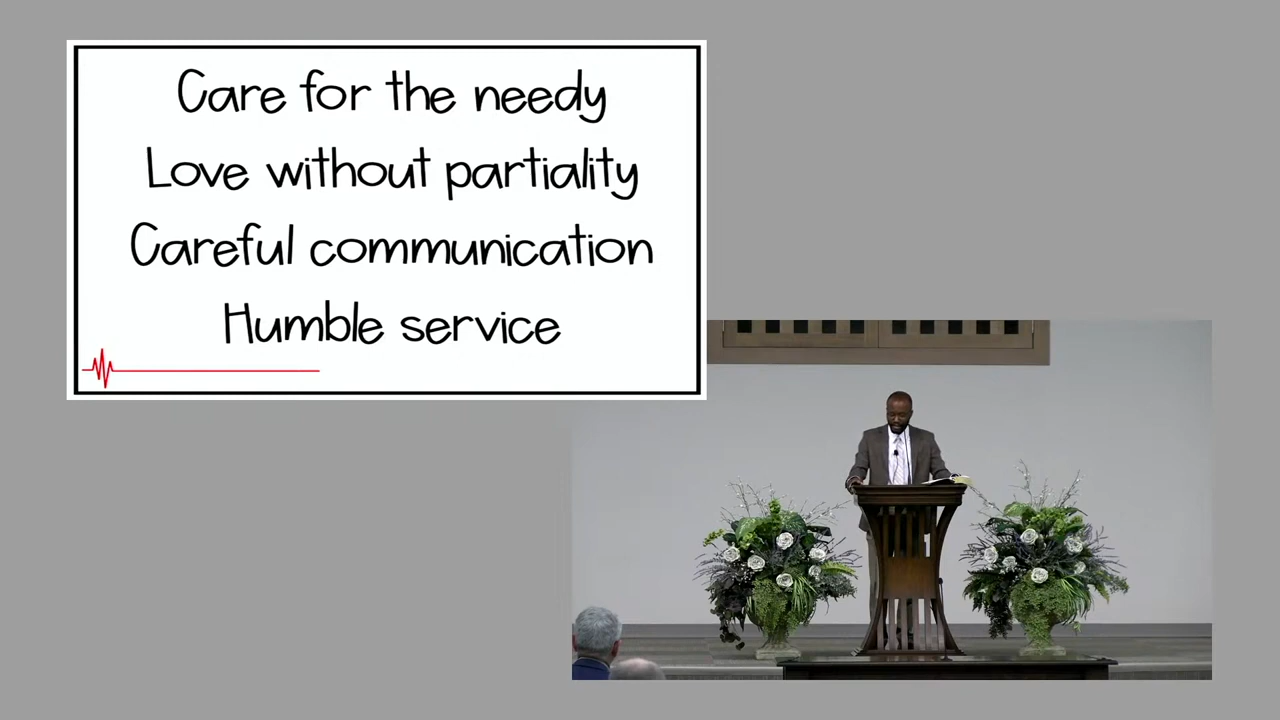 Care for the needy
Love without partiality
Careful communication
Humble service